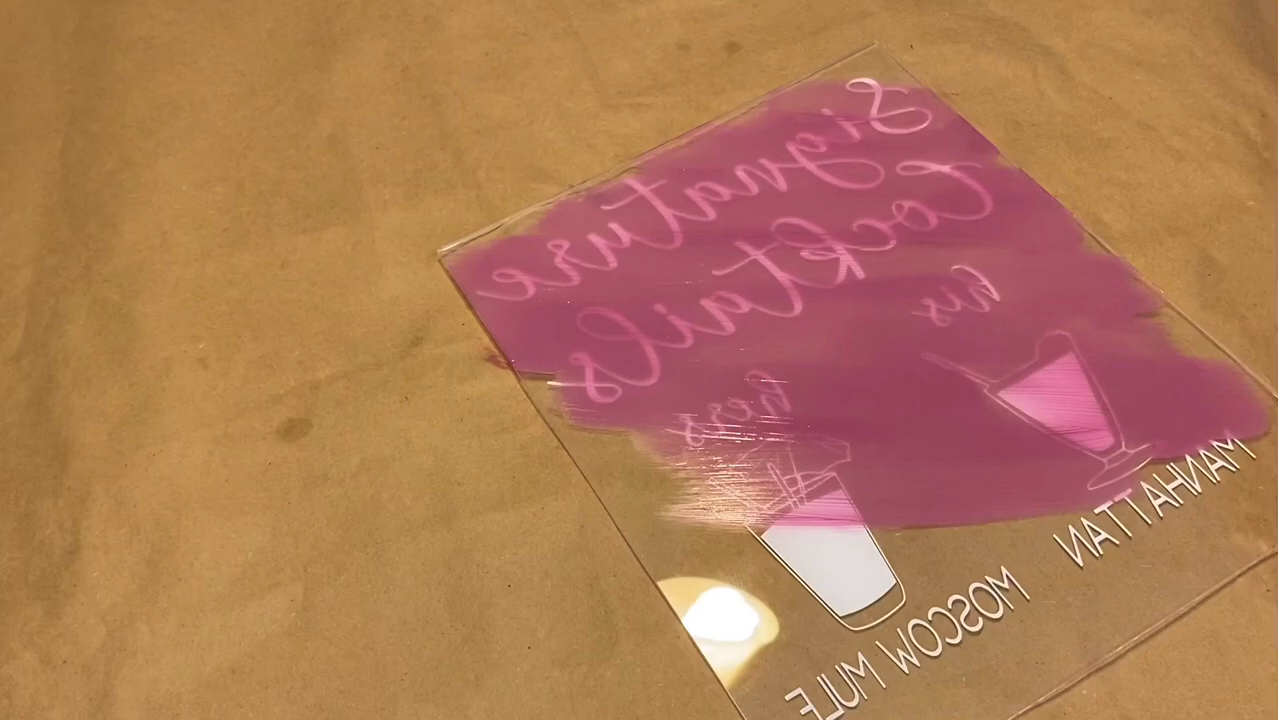 Signature
Cocktails
his
hers
MANHATTAN
MOSCOW MULE